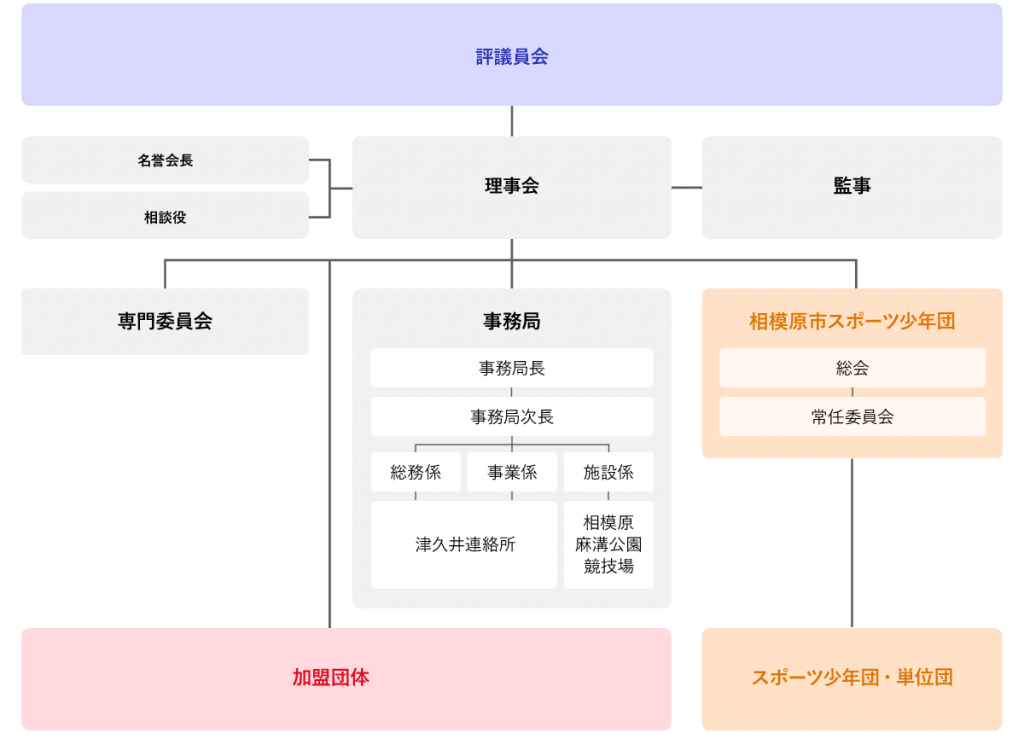 評議員会
名誉会長
相談役
理事会
監事
専門委員会
事務局
事務局長
事務局次長
総務係
事業係
施設係
津久井連絡所
相模原
麻溝公園
競技場
相模原市スポーツ少年団
総会
常任委員会
加盟団体
スポーツ少年団・単位団